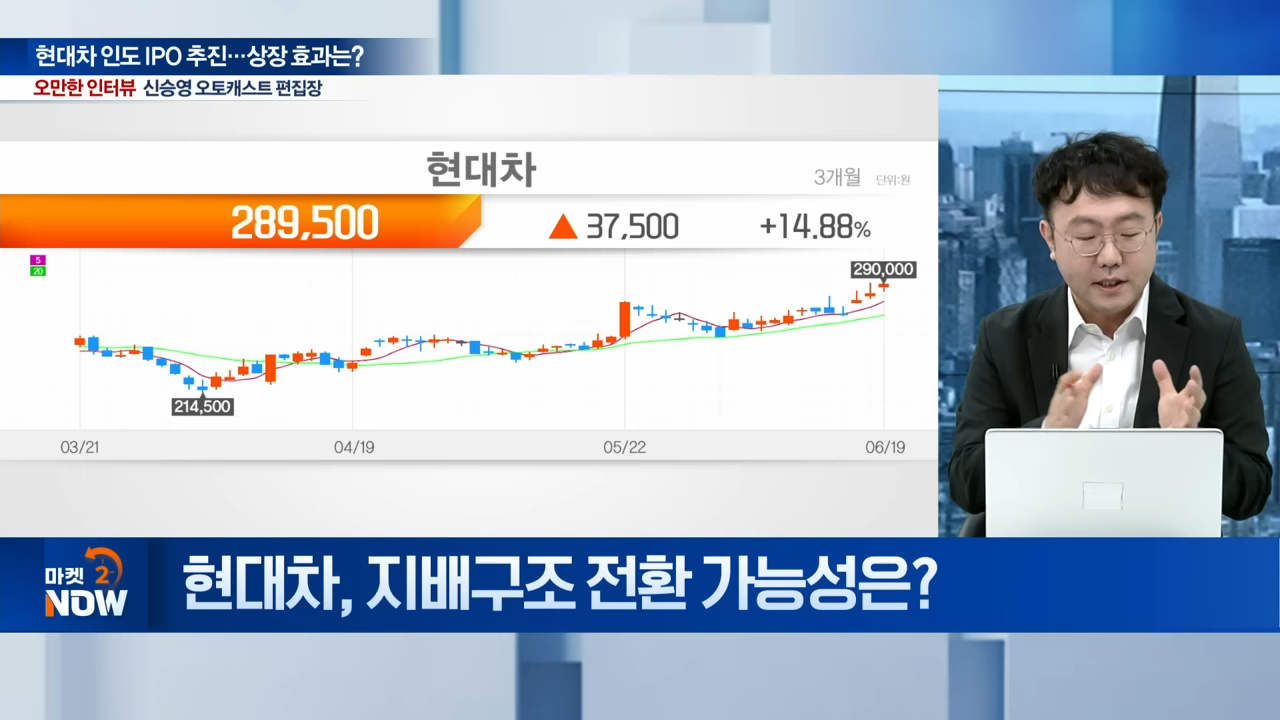 현대차 인도 IPO 추진…상장 효과는?
오만한 인터뷰 신승영 오토캐스트 편집장
현대차
3개월 단위:원
289,500 ▲ 37,500 +14.88%
5
20
290,000
214,500
03/21 04/19 05/22 06/19
마켓 2
NOW
현대차, 지배구조 전환 가능성은?